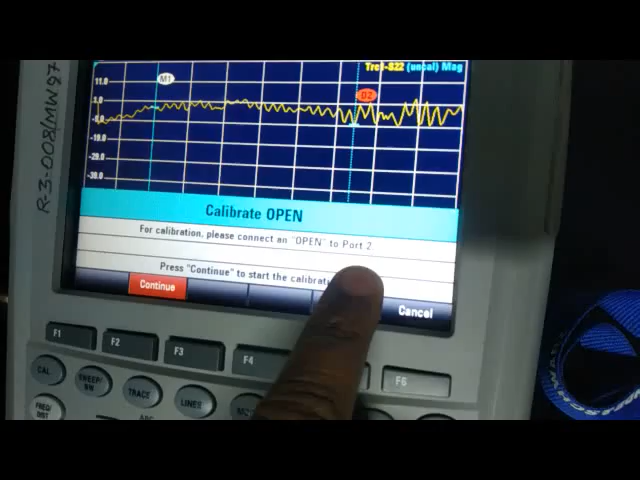 Trc1-S22 (uncal) Mag
M1
11.0
D2
1.0
-9.0
-19.0
-29.0
-39.0
R-3-008/MW97
Calibrate OPEN
For calibration, please connect an "OPEN" to Port 2
Press "Continue" to start the
Continue
Cancel
F1
F2
F3
F4
F6
CAL
SWEEP/
BW
TRACE
LINES
FREQ/
DIST